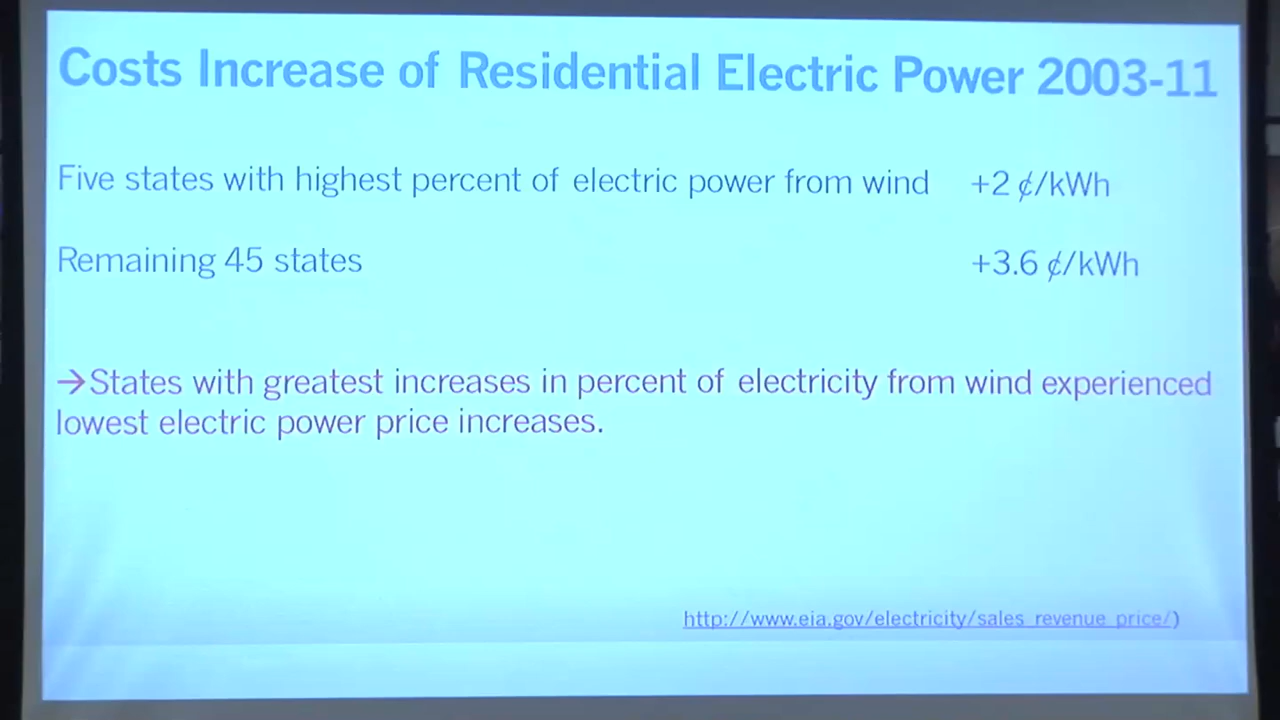 Costs Increase of Residential Electric Power 2003-11
Five states with highest percent of electric power from wind +2 ¢/kWh
Remaining 45 states +3.6 ¢/kWh
→States with greatest increases in percent of electricity from wind experienced
lowest electric power price increases.
http://www.eia.gov/electricity/sales_revenue_price/)